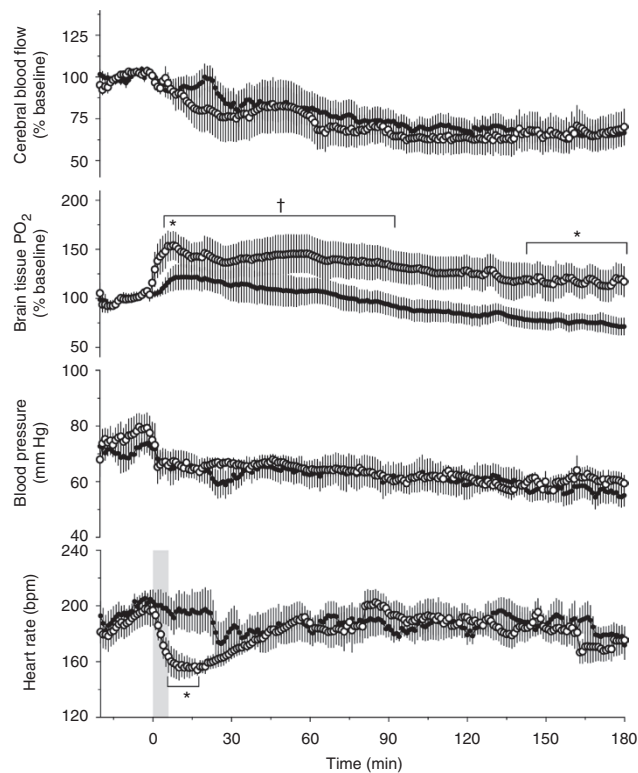 Cerebral blood flow
(% baseline)
125
100
75
50
Brain tissue PO2
(% baseline)
200
150
100
50
*
†
*
Blood pressure
(mm Hg)
100
80
60
40
Heart rate (bpm)
240
200
160
120
*
0 30 60 90 120 150 180
Time (min)